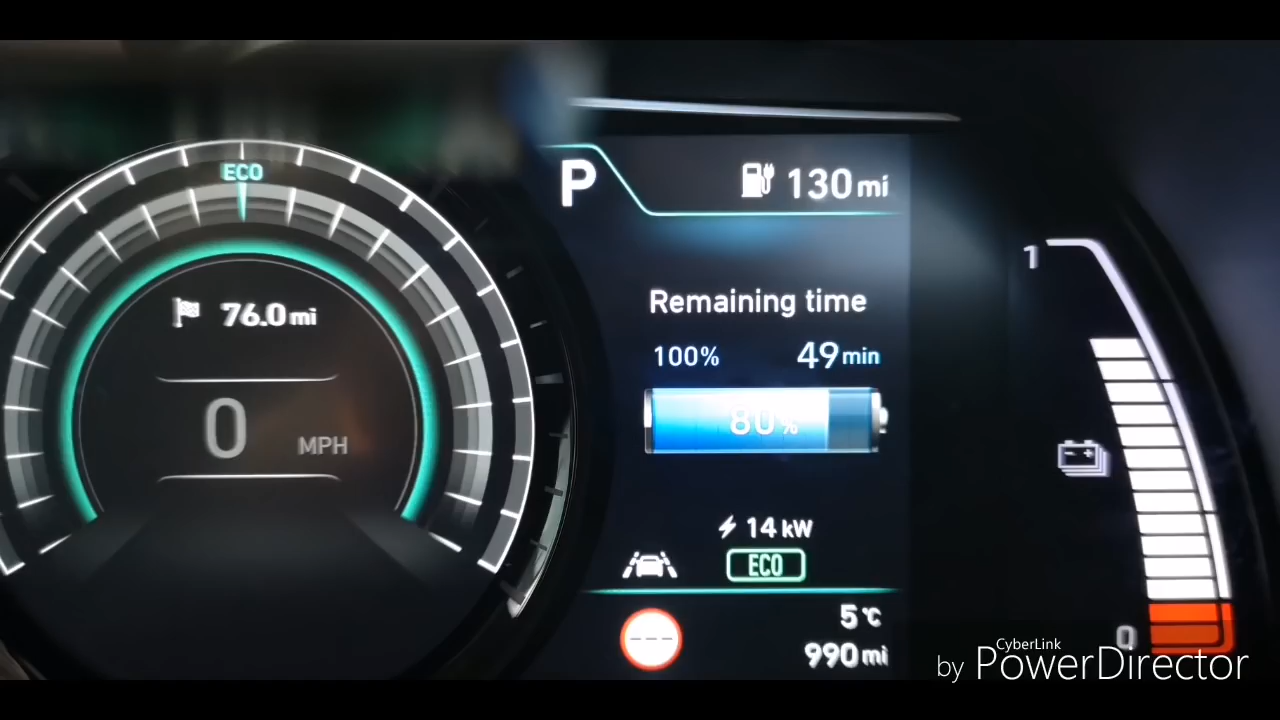 ECO
76.0 mi
0 MPH
P
130 mi
Remaining time
100% 49 min
80%
14 kW
ECO
---
5 °C
990 mi
1
- +
0
CyberLink
by PowerDirector